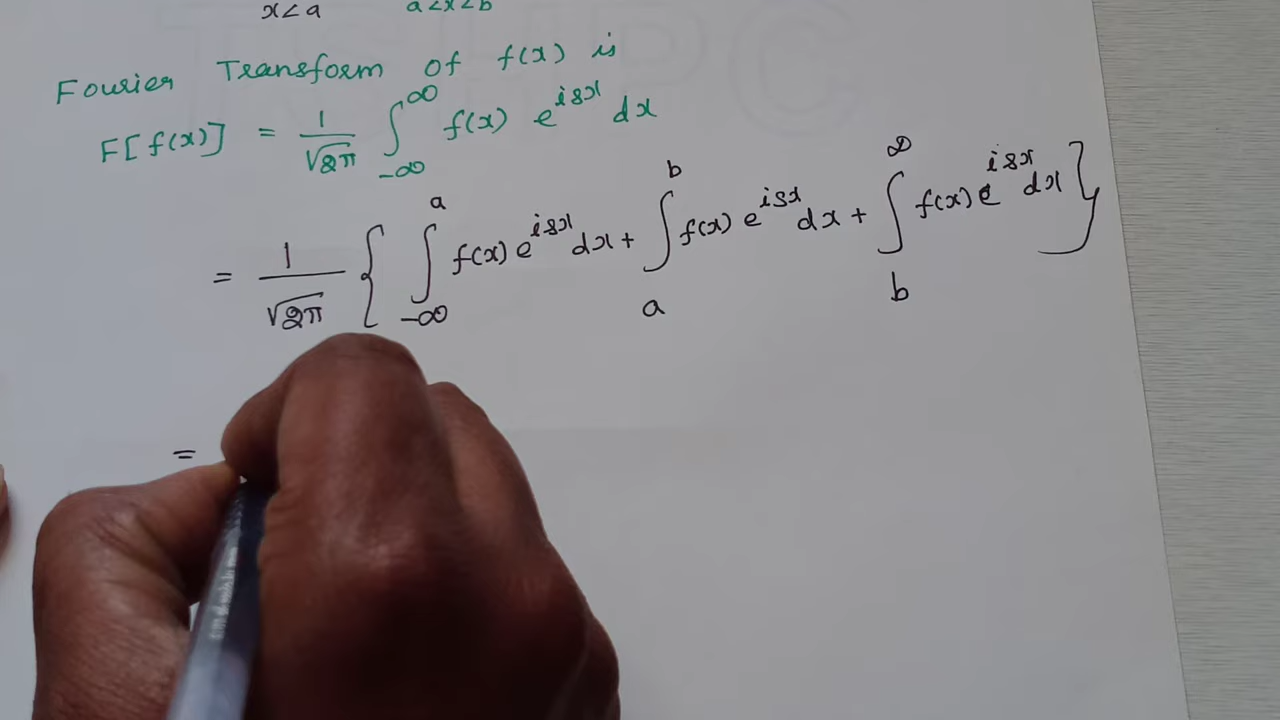 x<a a<x<b
Fourier Transform Of f(x) is
F[f(x)] = 1/√2π ∫_{-∞}^{∞} f(x) e^{isx} dx
= 1/√2π { ∫_{-∞}^{a} f(x) e^{isx} dx + ∫_{a}^{b} f(x) e^{isx} dx + ∫_{b}^{∞} f(x) e^{isx} dx }
=